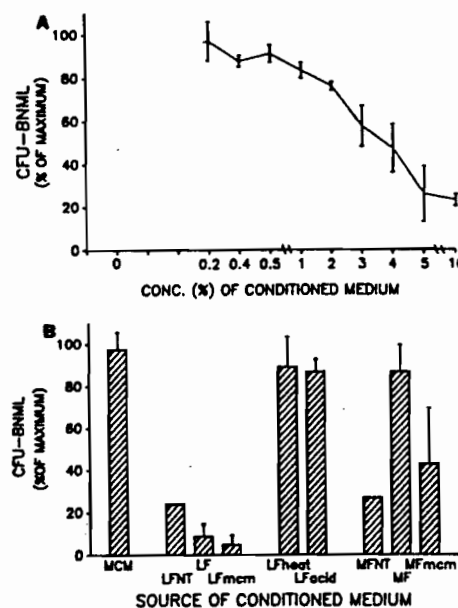 A
CFU-BNML
(% OF MAXIMUM)
100
80
60
40
20
0
0 0.2 0.4 0.5 1 2 3 4 5 10
CONC. (%) OF CONDITIONED MEDIUM
B
CFU-BNML
(%OF MAXIMUM)
100
80
60
40
20
0
MCM LF LFheat MFNT MFmcm
LFNT LFmcm LFacid MF
SOURCE OF CONDITIONED MEDIUM